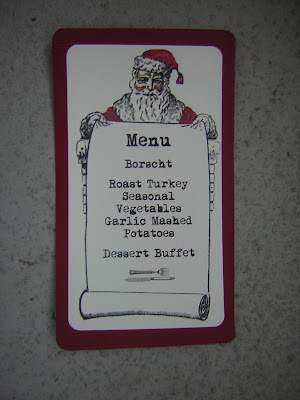 Menu
Borscht
Roast Turkey
Seasonal
Vegetables
Garlic Mashed
Potatoes
Dessert Buffet